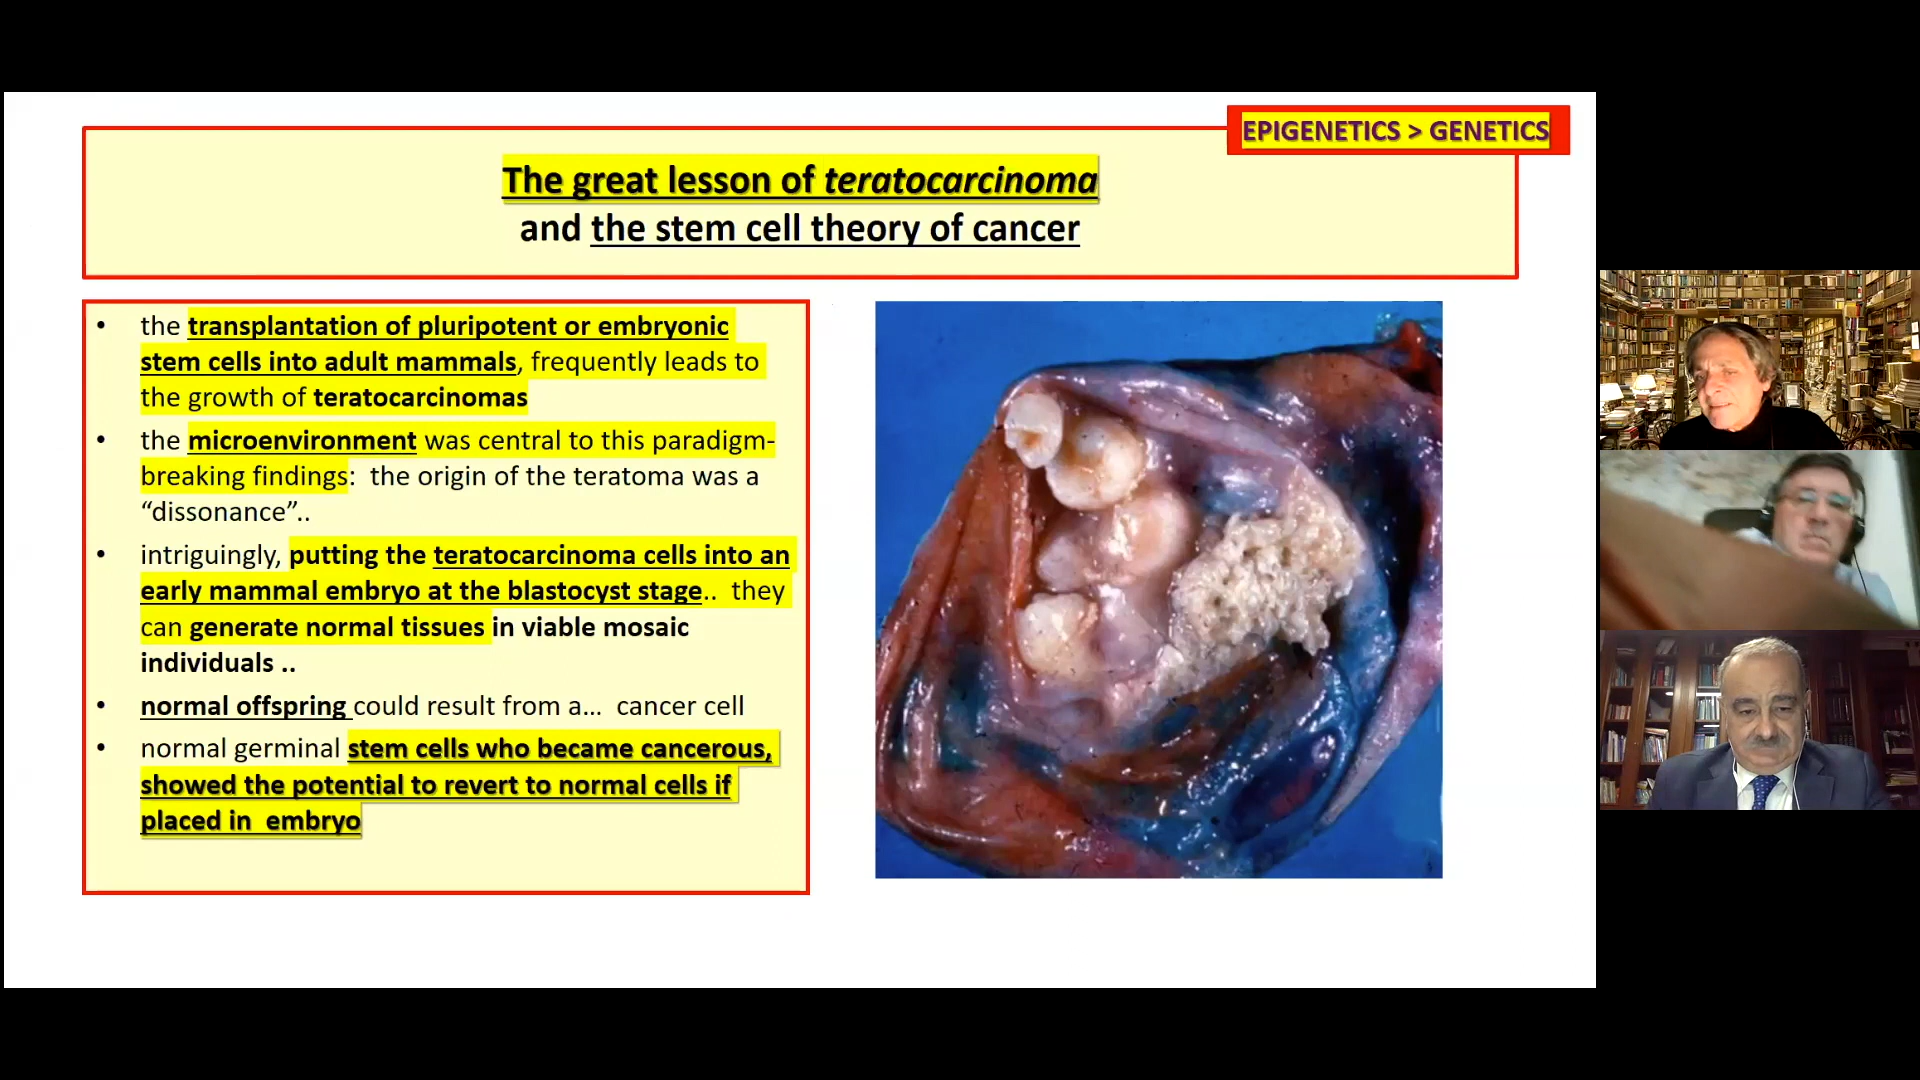 EPIGENETICS > GENETICS
The great lesson of teratocarcinoma
and the stem cell theory of cancer
• the transplantation of pluripotent or embryonic
stem cells into adult mammals, frequently leads to
the growth of teratocarcinomas
• the microenvironment was central to this paradigm-
breaking findings:  the origin of the teratoma was a
“dissonance”..
• intriguingly, putting the teratocarcinoma cells into an
early mammal embryo at the blastocyst stage..  they
can generate normal tissues in viable mosaic
individuals ..
• normal offspring could result from a...  cancer cell
• normal germinal stem cells who became cancerous,
showed the potential to revert to normal cells if
placed in  embryo